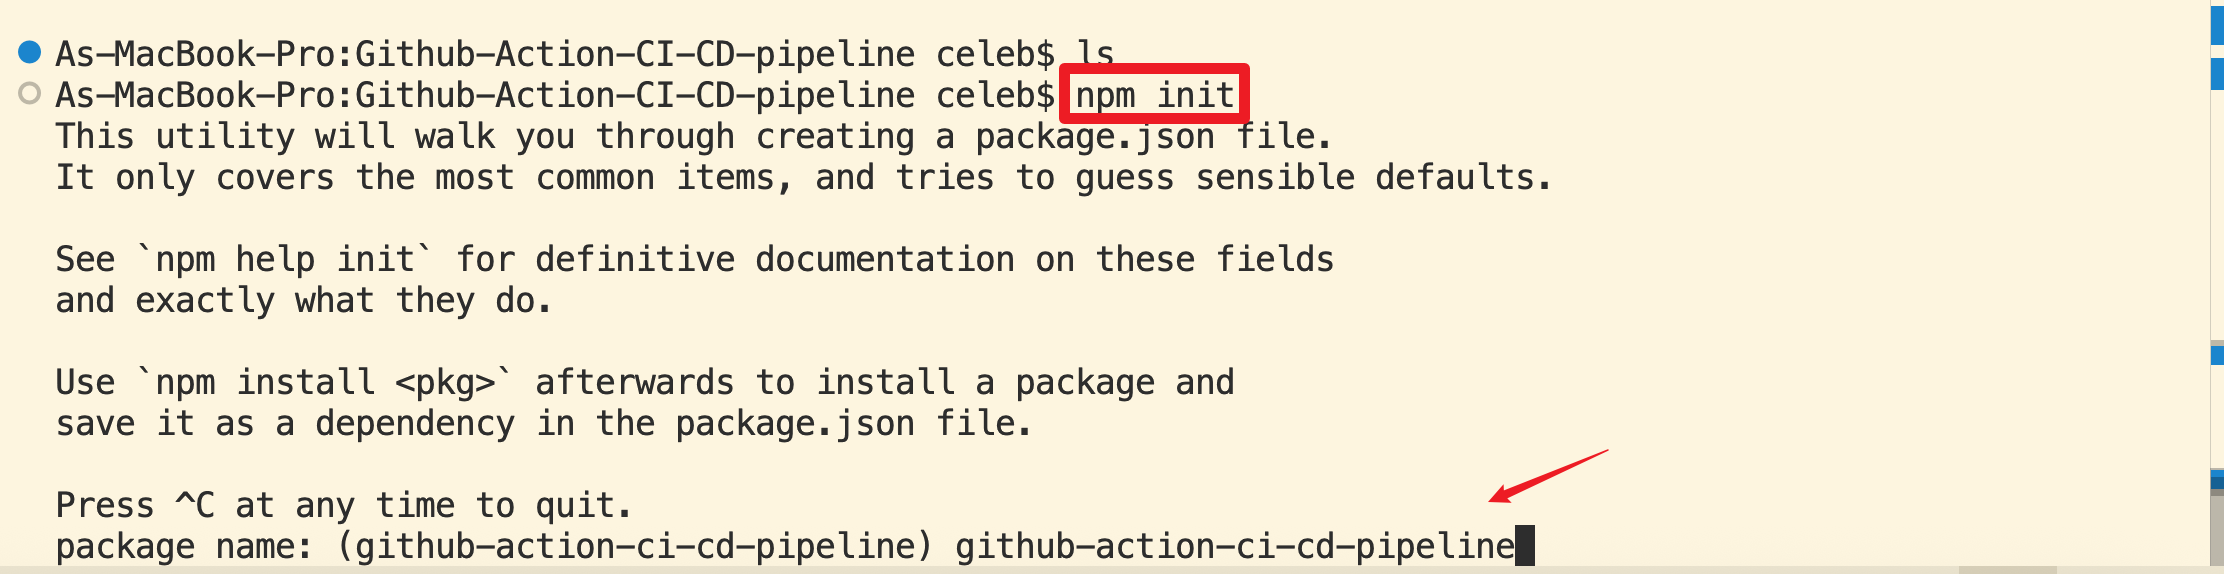 As-MacBook-Pro:Github-Action-CI-CD-pipeline celeb$ ls
As-MacBook-Pro:Github-Action-CI-CD-pipeline celeb$ npm init
This utility will walk you through creating a package.json file.
It only covers the most common items, and tries to guess sensible defaults.
See `npm help init` for definitive documentation on these fields
and exactly what they do.
Use `npm install <pkg>` afterwards to install a package and
save it as a dependency in the package.json file.
Press ^C at any time to quit.
package name: (github-action-ci-cd-pipeline) github-action-ci-cd-pipeline